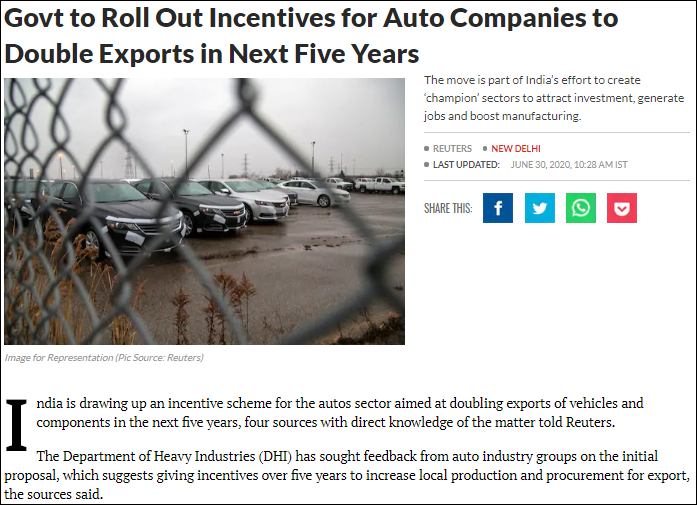 Govt to Roll Out Incentives for Auto Companies to
Double Exports in Next Five Years
The move is part of India's effort to create
'champion' sectors to attract investment, generate
jobs and boost manufacturing.
REUTERS • NEW DELHI
LAST UPDATED: JUNE 30, 2020, 10:28 AM IST
SHARE THIS:
Image for Representation (Pic Source: Reuters)
India is drawing up an incentive scheme for the autos sector aimed at doubling exports of vehicles and
components in the next five years, four sources with direct knowledge of the matter told Reuters.
The Department of Heavy Industries (DHI) has sought feedback from auto industry groups on the initial
proposal, which suggests giving incentives over five years to increase local production and procurement for export,
the sources said.